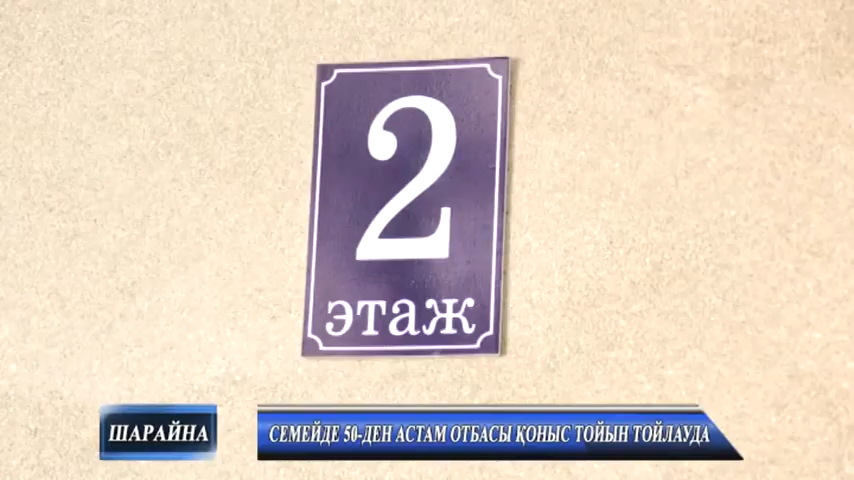 2
этаж
ШАРАЙНА
СЕМЕЙДЕ 50-ДЕН АСТАМ ОТБАСЫ ҚОНЫС ТОЙЫН ТОЙЛАУДА